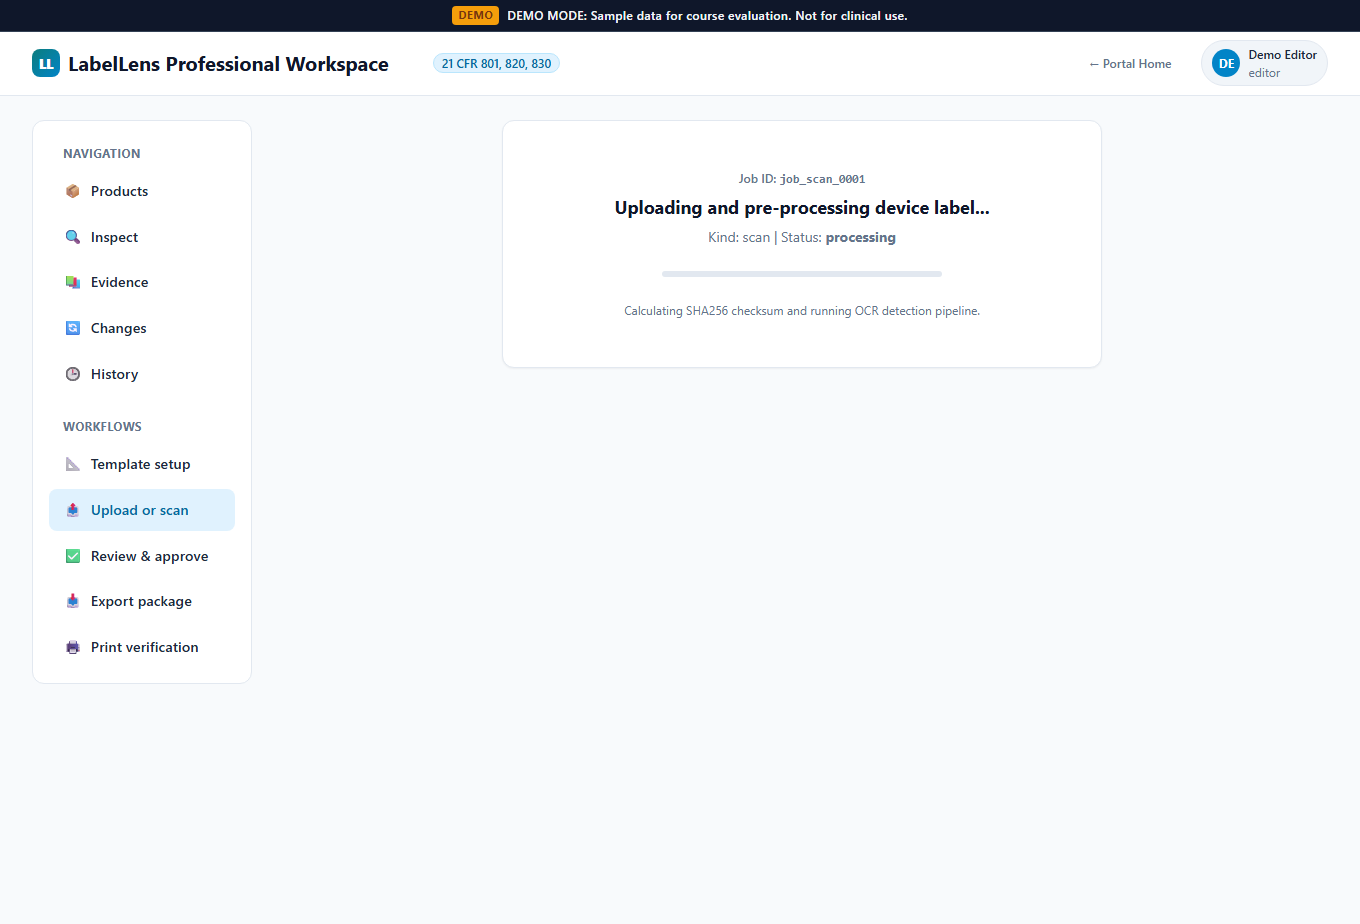 DEMO DEMO MODE: Sample data for course evaluation. Not for clinical use.
LL LabelLens Professional Workspace
21 CFR 801, 820, 830
← Portal Home
DE Demo Editor
editor
NAVIGATION
Products
Inspect
Evidence
Changes
History
WORKFLOWS
Template setup
Upload or scan
Review & approve
Export package
Print verification
Job ID: job_scan_0001
Uploading and pre-processing device label...
Kind: scan | Status: processing
Calculating SHA256 checksum and running OCR detection pipeline.